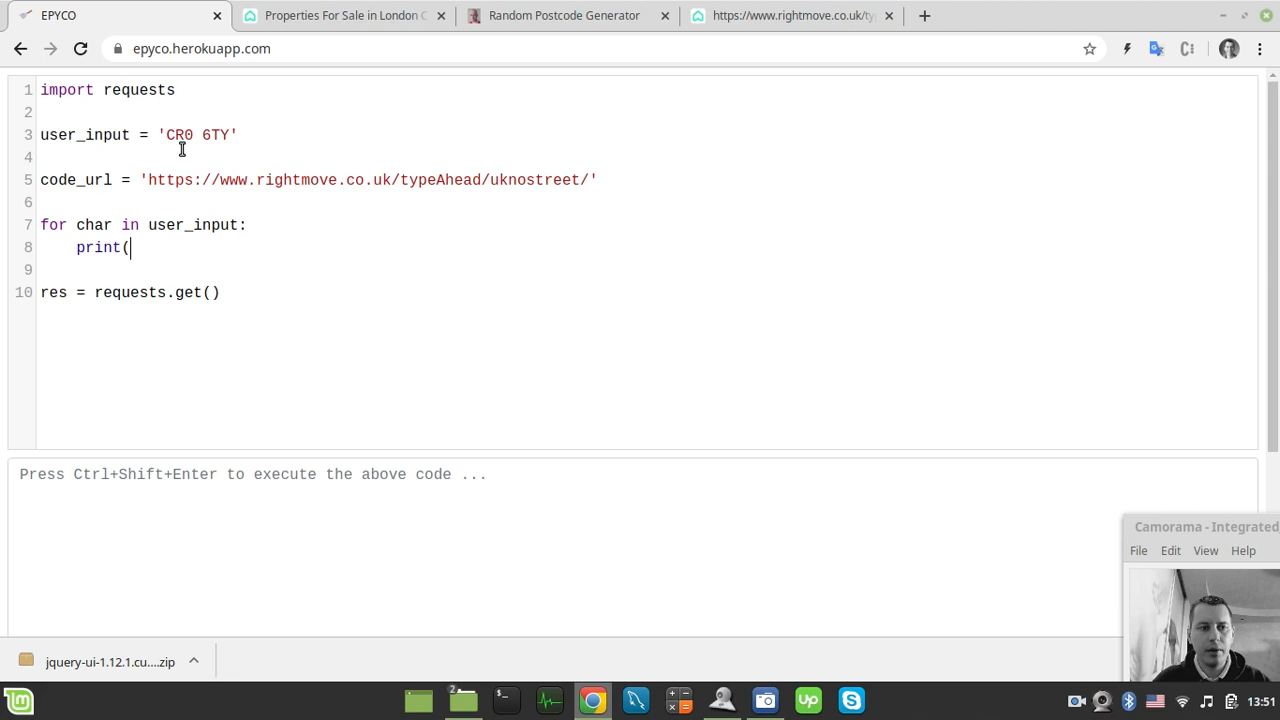 EPYCO
Properties For Sale in London C
Random Postcode Generator
https://www.rightmove.co.uk/ty
epyco.herokuapp.com
1 import requests
2
3 user_input = 'CR0 6TY'
4
5 code_url = 'https://www.rightmove.co.uk/typeAhead/uknostreet/'
6
7 for char in user_input:
8 print(
9
10 res = requests.get()
Press Ctrl+Shift+Enter to execute the above code ...
Camorama - Integrated
File Edit View Help
jquery-ui-1.12.1.cu....zip
2
Up
13:51